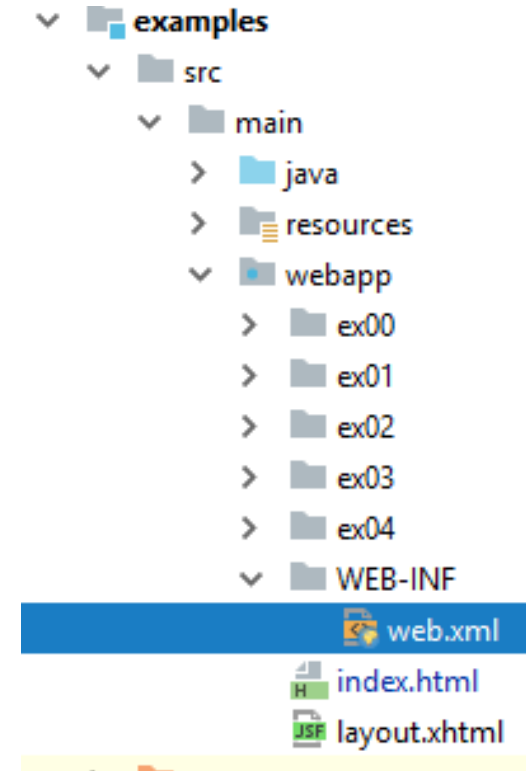 examples
src
main
java
resources
webapp
ex00
ex01
ex02
ex03
ex04
WEB-INF
web.xml
index.html
layout.xhtml